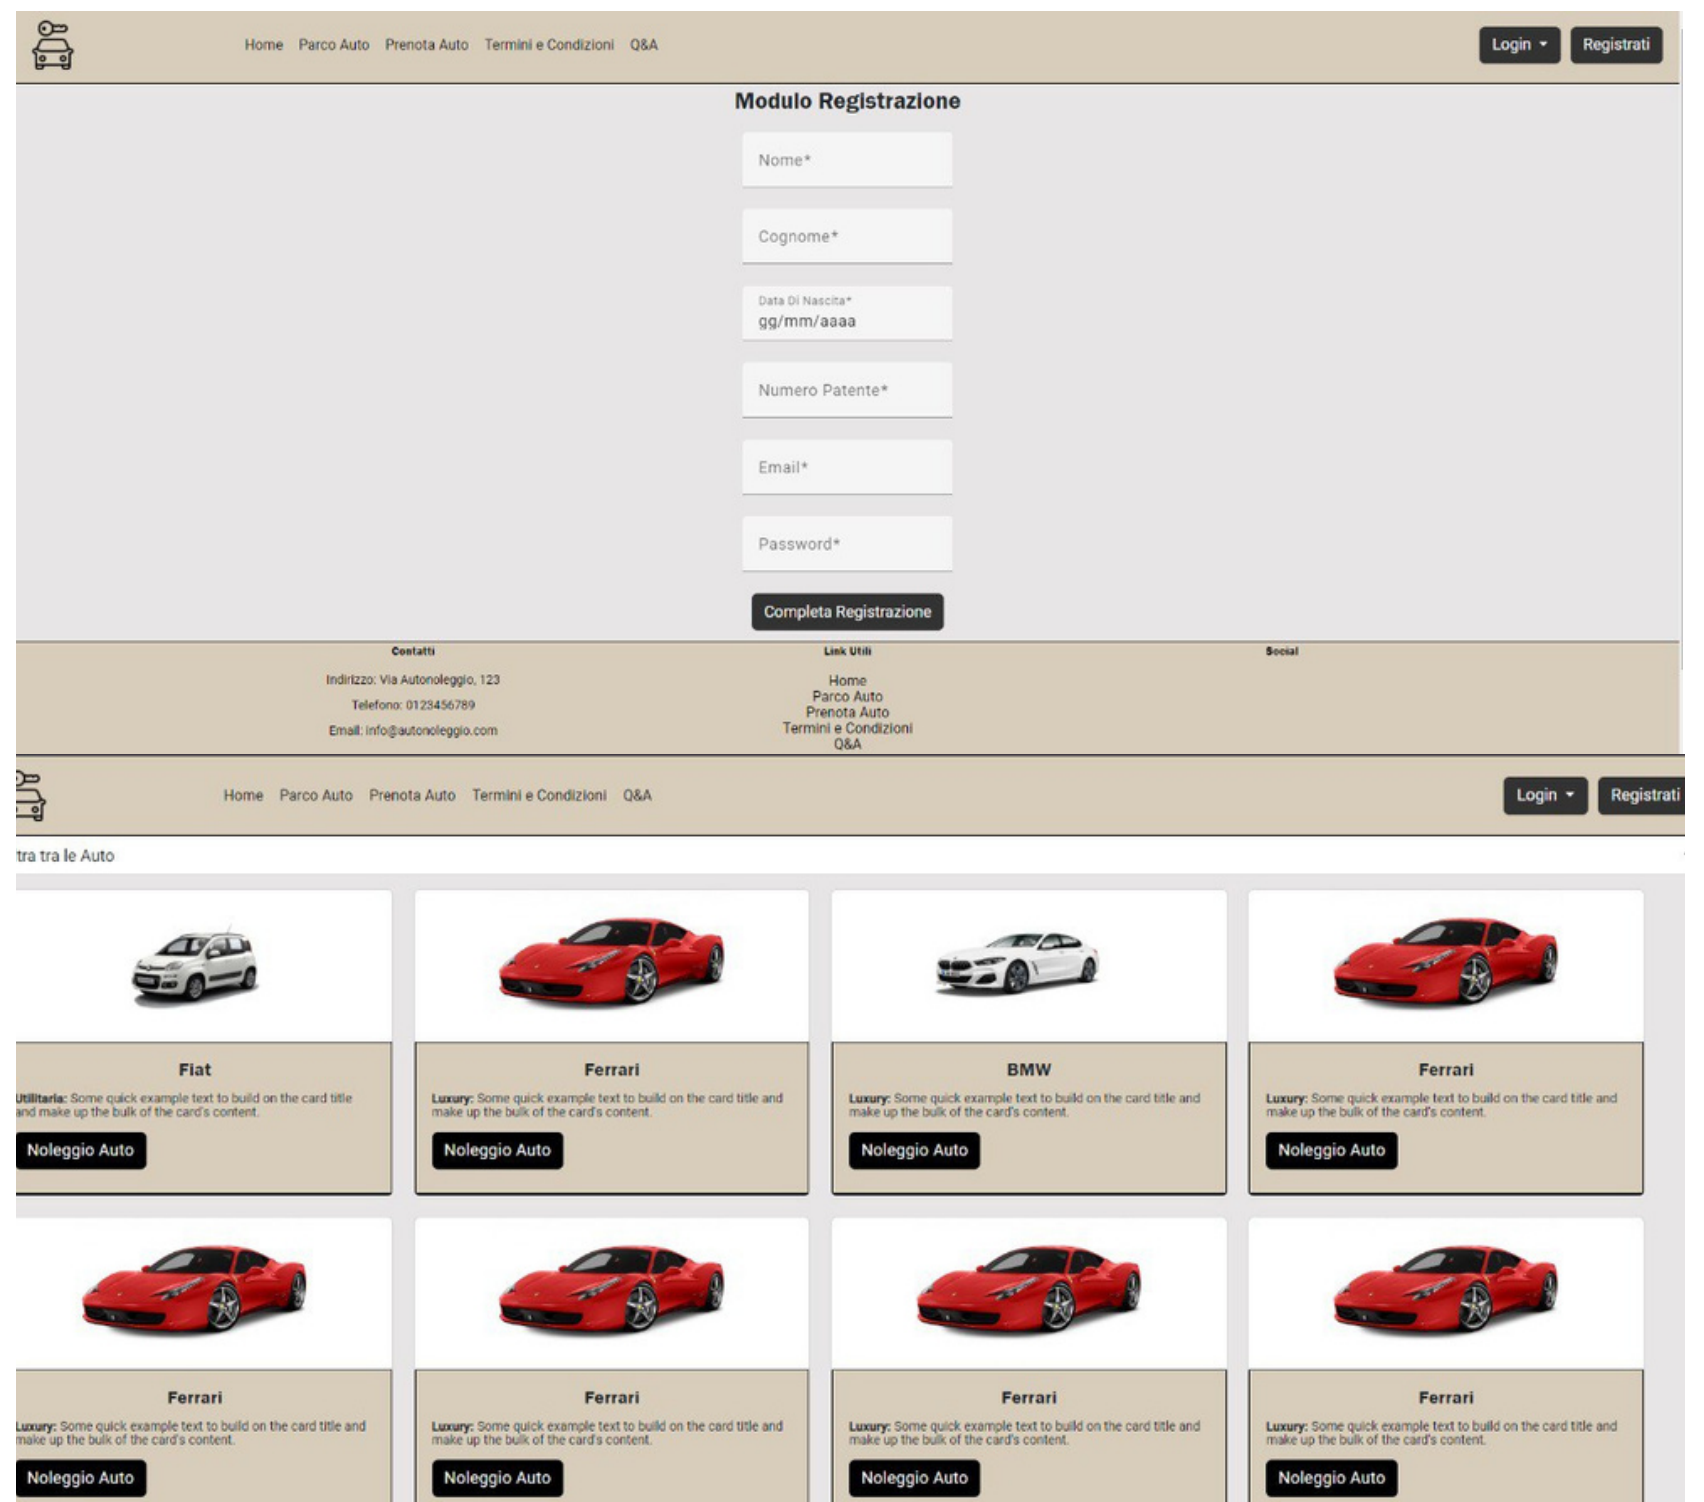 Home Parco Auto Prenota Auto Termini e Condizioni Q&A Login Registrati
Modulo Registrazione
Nome*
Cognome*
Data Di Nascita*
gg/mm/aaaa
Numero Patente*
Email*
Password*
Completa Registrazione
Contatti
Indirizzo: Via Autonoleggio, 123
Telefono: 0123456789
Email: info@autonoleggio.com
Link Utili
Home
Parco Auto
Prenota Auto
Termini e Condizioni
Q&A
Social
Home Parco Auto Prenota Auto Termini e Condizioni Q&A Login Registrati
tra tra le Auto
Fiat
Utilitaria: Some quick example text to build on the card title
and make up the bulk of the card's content.
Noleggio Auto
Ferrari
Luxury: Some quick example text to build on the card title and
make up the bulk of the card's content.
Noleggio Auto
BMW
Luxury: Some quick example text to build on the card title and
make up the bulk of the card's content.
Noleggio Auto
Ferrari
Luxury: Some quick example text to build on the card title and
make up the bulk of the card's content.
Noleggio Auto
Ferrari
Luxury: Some quick example text to build on the card title and
make up the bulk of the card's content.
Noleggio Auto
Ferrari
Luxury: Some quick example text to build on the card title and
make up the bulk of the card's content.
Noleggio Auto
Ferrari
Luxury: Some quick example text to build on the card title and
make up the bulk of the card's content.
Noleggio Auto
Ferrari
Luxury: Some quick example text to build on the card title and
make up the bulk of the card's content.
Noleggio Auto